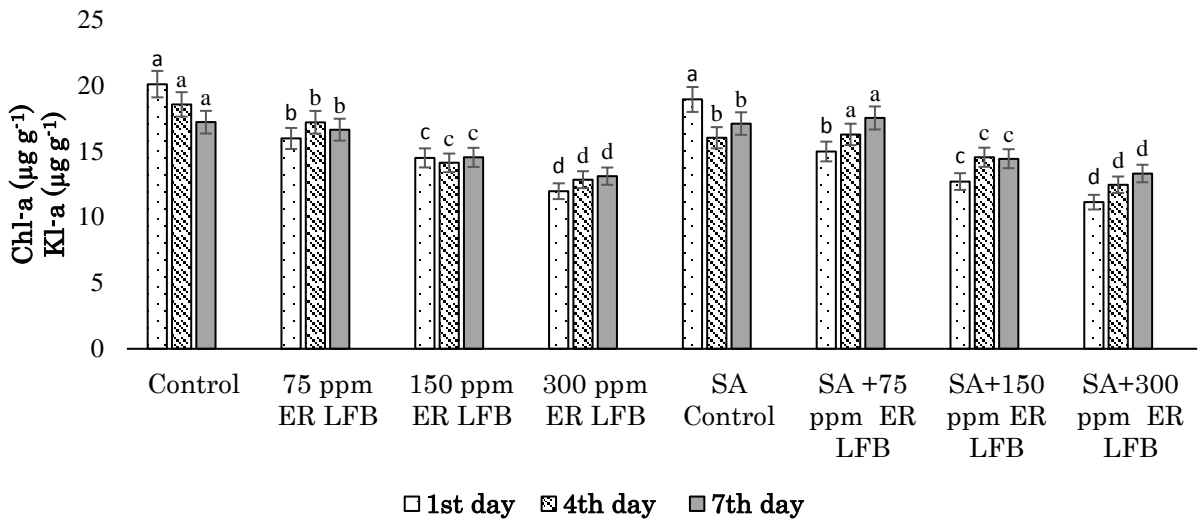 25
20
15
10
5
0
Chl-a (µg g-1)
Kl-a (µg g-1)
a
a
a
b
b
b
c
c
c
d
d
d
a
b
b
b
a
a
c
c
c
d
d
d
Control
75 ppm
ER LFB
150 ppm
ER LFB
300 ppm
ER LFB
SA
Control
SA +75
ppm ER
LFB
SA+150
ppm ER
LFB
SA+300
ppm ER
LFB
1st day
4th day
7th day